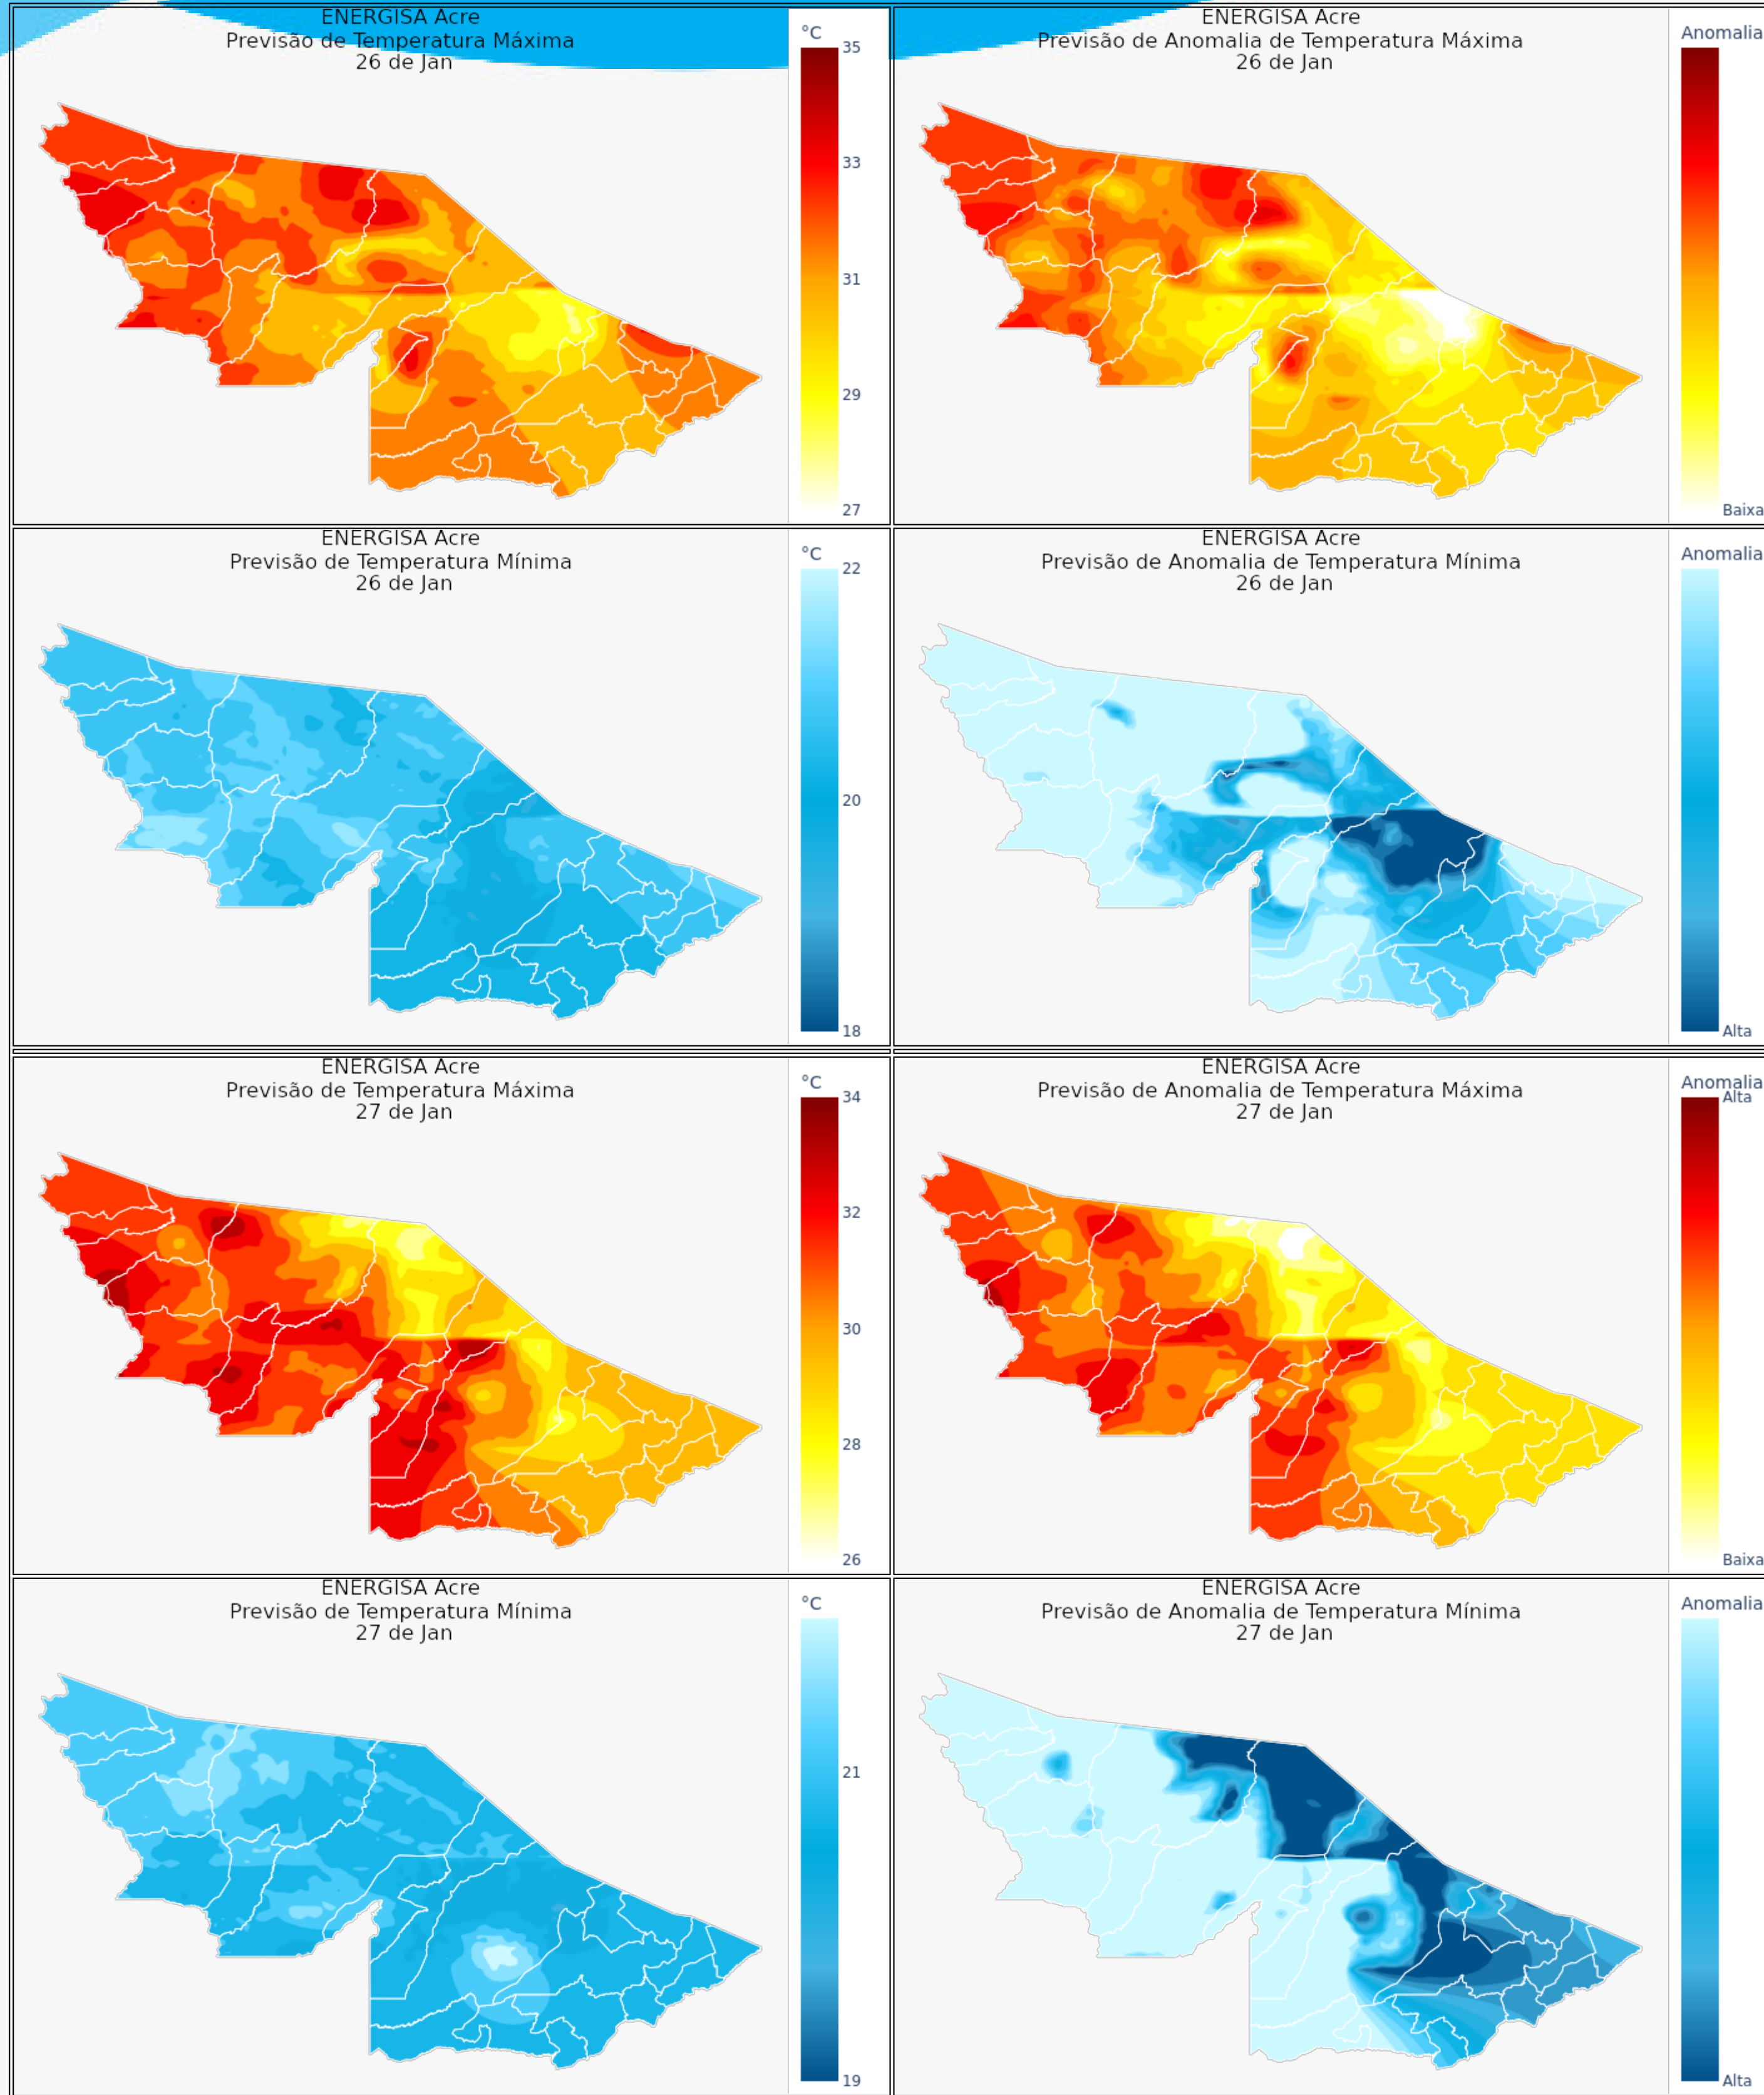 ENERGISA Acre
Previsão de Temperatura Máxima
26 de Jan
°C
35
33
31
29
27
ENERGISA Acre
Previsão de Anomalia de Temperatura Máxima
26 de Jan
Anomalia
Baixa
ENERGISA Acre
Previsão de Temperatura Mínima
26 de Jan
°C
22
20
18
ENERGISA Acre
Previsão de Anomalia de Temperatura Mínima
26 de Jan
Anomalia
Alta
ENERGISA Acre
Previsão de Temperatura Máxima
27 de Jan
°C
34
32
30
28
26
ENERGISA Acre
Previsão de Anomalia de Temperatura Máxima
27 de Jan
Anomalia
Alta
Baixa
ENERGISA Acre
Previsão de Temperatura Mínima
27 de Jan
°C
21
19
ENERGISA Acre
Previsão de Anomalia de Temperatura Mínima
27 de Jan
Anomalia
Alta